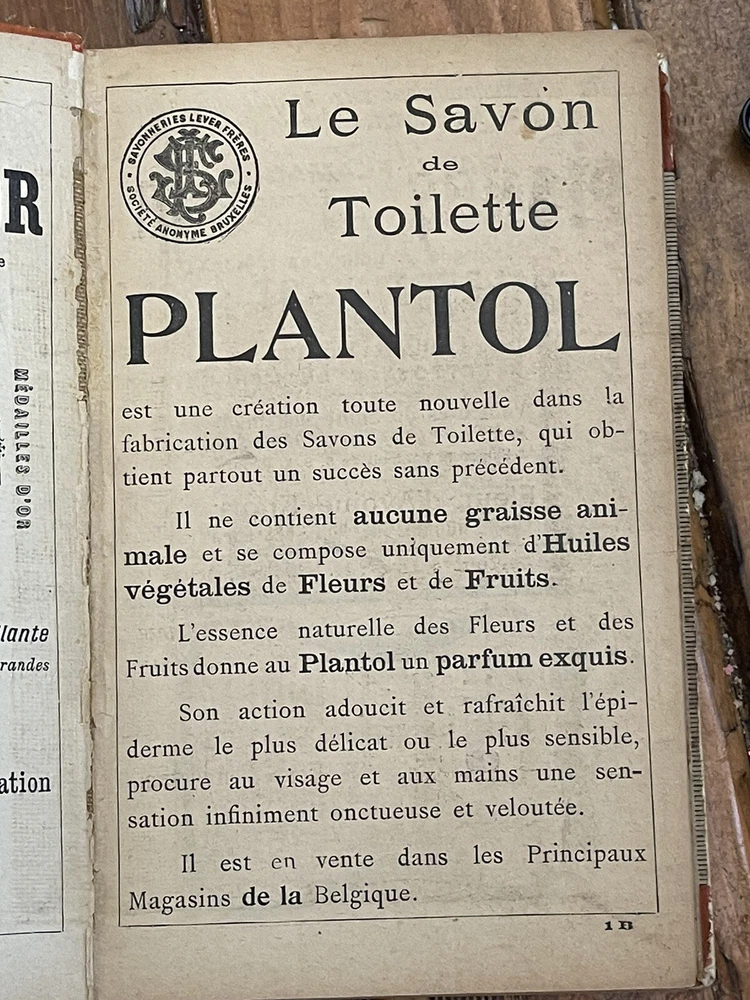 R
e
MÉDAILLES D'OR
lante
randes
ation
SAVONNERIES LEVER FRÈRES
SOCIÉTÉ ANONYME BRUXELLES
Le Savon
de
Toilette
PLANTOL
est une création toute nouvelle dans la
fabrication des Savons de Toilette, qui ob-
tient partout un succès sans précédent.
Il ne contient aucune graisse ani-
male et se compose uniquement d'Huiles
végétales de Fleurs et de Fruits.
L'essence naturelle des Fleurs et des
Fruits donne au Plantol un parfum exquis.
Son action adoucit et rafraîchit l'épi-
derme le plus délicat ou le plus sensible,
procure au visage et aux mains une sen-
sation infiniment onctueuse et veloutée.
Il est en vente dans les Principaux
Magasins de la Belgique.
1 B